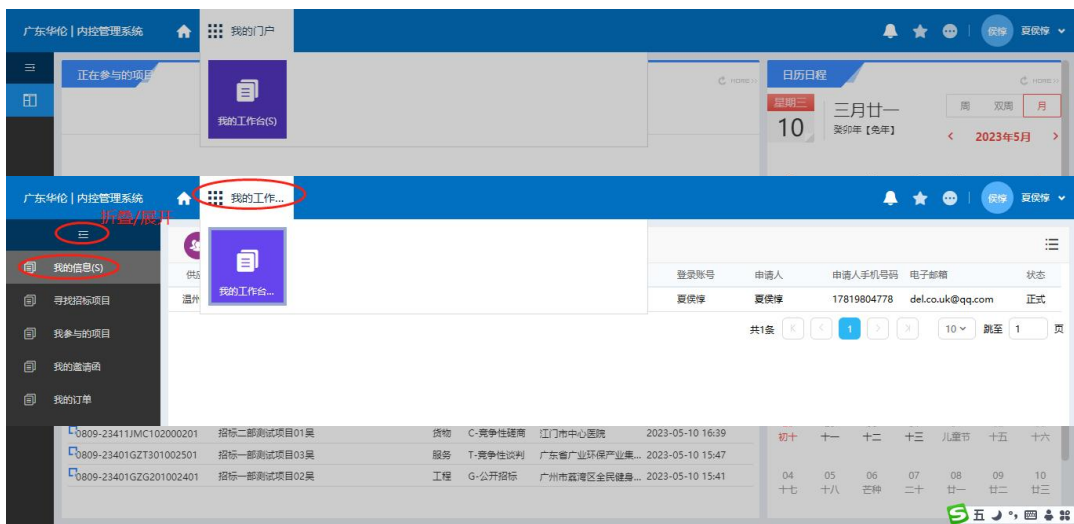 广东华伦 | 内控管理系统 我的门户 侯惇 夏侯惇
正在参与的项目 HOME>> 日历日程 HOME>>
我的工作台(S)
星期三 10 三月廿一 癸卯年【兔年】 周 双周 月
< 2023年5月 >
广东华伦 | 内控管理系统 我的工作... 侯惇 夏侯惇
折叠/展开
我的信息(S)
我的工作台...
供应 登录账号 申请人 申请人手机号码 电子邮箱 状态
寻找招标项目
温州 夏侯惇 夏侯惇 17819804778 del.co.uk@qq.com 正式
我参与的项目
共1条 1 10 跳至 1 页
我的邀请函
我的订单
0809-23411JMC102000201 招标二部测试项目01吴 货物 C-竞争性磋商 江门市中心医院 2023-05-10 16:39
0809-23401GZT301002501 招标一部测试项目03吴 服务 T-竞争性谈判 广东省广业环保产业集... 2023-05-10 15:47
0809-23401GZG201002401 招标一部测试项目02吴 工程 G-公开招标 广州市荔湾区全民健身... 2023-05-10 15:41
初十 十一 十二 十三 儿童节 十五 十六
04 05 06 07 08 09 10
十七 十八 芒种 二十 廿一 廿二 廿三
五